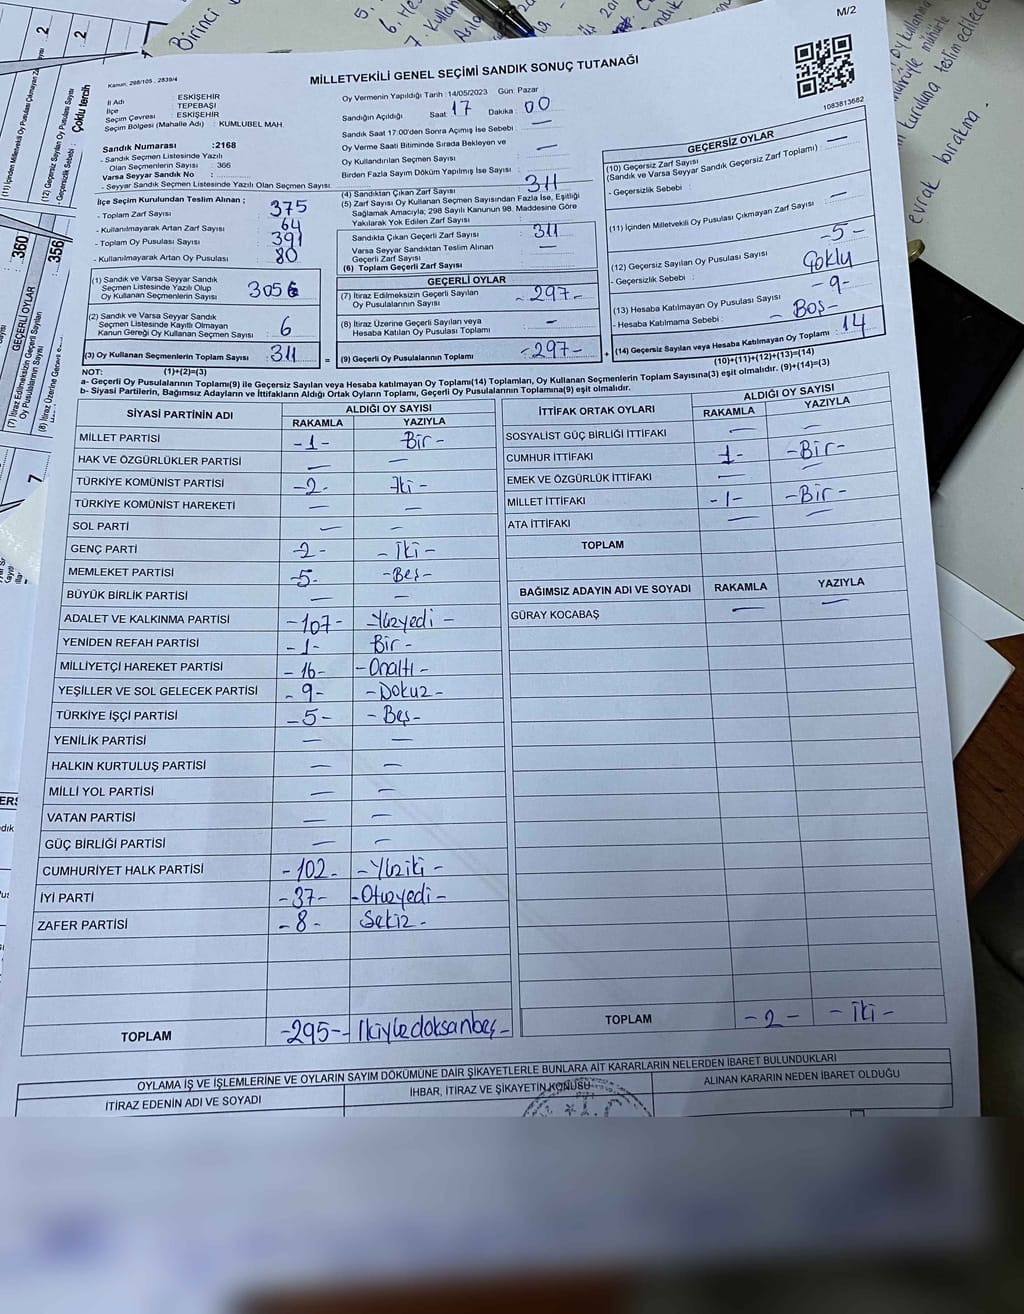 M/2
Kanun: 298/105, 2839/4
MİLLETVEKİLİ GENEL SEÇİMİ SANDIK SONUÇ TUTANAĞI
1083813682
İl Adı : ESKİŞEHİR
İlçe : TEPEBAŞI
Seçim Çevresi : ESKİŞEHİR
Seçim Bölgesi (Mahalle Adı) : KUMLUBEL MAH.
Sandık Numarası :2168
- Sandık Seçmen Listesinde Yazılı
Olan Seçmenlerin Sayısı : 366
Varsa Seyyar Sandık No :
- Seyyar Sandık Seçmen Listesinde Yazılı Olan Seçmen Sayısı:
İlçe Seçim Kurulundan Teslim Alınan ;
- Toplam Zarf Sayısı : 375
- Kullanılmayarak Artan Zarf Sayısı : 64
- Toplam Oy Pusulası Sayısı : 391
- Kullanılmayarak Artan Oy Pusulası : 80
(1) Sandık ve Varsa Seyyar Sandık
Seçmen Listesinde Yazılı Olup
Oy Kullanan Seçmenlerin Sayısı : 305
(2) Sandık ve Varsa Seyyar Sandık
Seçmen Listesinde Kayıtlı Olmayan
Kanun Gereği Oy Kullanan Seçmen Sayısı : 6
(3) Oy Kullanan Seçmenlerin Toplam Sayısı : 311
Oy Vermenin Yapıldığı Tarih : 14/05/2023 Gün: Pazar
Sandığın Açıldığı Saat: 17 Dakika : 00
Sandık Saat 17:00'den Sonra Açımış İse Sebebi : —
Oy Verme Saati Bitiminde Sırada Bekleyen ve
Oy Kullandırılan Seçmen Sayısı : —
Birden Fazla Sayım Döküm Yapılmış İse Sayısı : —
(4) Sandıktan Çıkan Zarf Sayısı : 311
(5) Zarf Sayısı Oy Kullanan Seçmen Sayısından Fazla İse, Eşitliği
Sağlamak Amacıyla; 298 Sayılı Kanunun 98. Maddesine Göre
Yakılarak Yok Edilen Zarf Sayısı : —
Sandıkta Çıkan Geçerli Zarf Sayısı : 311
Varsa Seyyar Sandıktan Teslim Alınan
Geçerli Zarf Sayısı : —
(6) Toplam Geçerli Zarf Sayısı :
GEÇERLİ OYLAR
(7) İtiraz Edilmeksizin Geçerli Sayılan
Oy Pusulalarının Sayısı : - 297 -
(8) İtiraz Üzerine Geçerli Sayılan veya
Hesaba Katılan Oy Pusulası Toplamı : —
= (9) Geçerli Oy Pusulalarının Toplamı : - 297 - +
GEÇERSİZ OYLAR
(10) Geçersiz Zarf Sayısı
(Sandık ve Varsa Seyyar Sandık Geçersiz Zarf Toplamı) : —
- Geçersizlik Sebebi : —
(11) İçinden Milletvekili Oy Pusulası Çıkmayan Zarf Sayısı : —
(12) Geçersiz Sayılan Oy Pusulası Sayısı : - 5 -
- Geçersizlik Sebebi : Çoklu
(13) Hesaba Katılmayan Oy Pusulası Sayısı : - 9 -
- Hesaba Katılmama Sebebi : - Boş -
(14) Geçersiz Sayılan veya Hesaba Katılmayan Oy Toplamı : 14
NOT: (1)+(2)=(3) (10)+(11)+(12)+(13)=(14)
a- Geçerli Oy Pusulalarının Toplamı(9) ile Geçersiz Sayılan veya Hesaba katılmayan Oy Toplamı(14) Toplamları, Oy Kullanan Seçmenlerin Toplam Sayısına(3) eşit olmalıdır. (9)+(14)=(3)
b- Siyasi Partilerin, Bağımsız Adayların ve İttifakların Aldığı Ortak Oyların Toplamı, Geçerli Oy Pusulalarının Toplamına(9) eşit olmalıdır.
SİYASİ PARTİNİN ADI ALDIĞI OY SAYISI
RAKAMLA YAZIYLA
MİLLET PARTİSİ - 1 - Bir -
HAK VE ÖZGÜRLÜKLER PARTİSİ — —
TÜRKİYE KOMÜNİST PARTİSİ - 2 - İki -
TÜRKİYE KOMÜNİST HAREKETİ — —
SOL PARTİ — —
GENÇ PARTİ - 2 - - İki -
MEMLEKET PARTİSİ - 5 - - Beş -
BÜYÜK BİRLİK PARTİSİ — —
ADALET VE KALKINMA PARTİSİ - 107 - - Yüzyedi -
YENİDEN REFAH PARTİSİ - 1 - Bir -
MİLLİYETÇİ HAREKET PARTİSİ - 16 - - Onaltı -
YEŞİLLER VE SOL GELECEK PARTİSİ - 9 - - Dokuz -
TÜRKİYE İŞÇİ PARTİSİ - 5 - - Beş -
YENİLİK PARTİSİ — —
HALKIN KURTULUŞ PARTİSİ — —
MİLLİ YOL PARTİSİ — —
VATAN PARTİSİ — —
GÜÇ BİRLİĞİ PARTİSİ — —
CUMHURİYET HALK PARTİSİ - 102 - - Yüziki -
İYİ PARTİ - 37 - - Otuzyedi -
ZAFER PARTİSİ - 8 - Sekiz -
TOPLAM - 295 - - İkiyüzdoksanbeş -
İTTİFAK ORTAK OYLARI ALDIĞI OY SAYISI
RAKAMLA YAZIYLA
SOSYALİST GÜÇ BİRLİĞİ İTTİFAKI — —
CUMHUR İTTİFAKI - 1 - - Bir -
EMEK VE ÖZGÜRLÜK İTTİFAKI — —
MİLLET İTTİFAKI - 1 - - Bir -
ATA İTTİFAKI — —
TOPLAM
BAĞIMSIZ ADAYIN ADI VE SOYADI RAKAMLA YAZIYLA
GÜRAY KOCABAŞ — —
TOPLAM - 2 - - İki -
OYLAMA İŞ VE İŞLEMLERİNE VE OYLARIN SAYIM DÖKÜMÜNE DAİR ŞİKAYETLERLE BUNLARA AİT KARARLARIN NELERDEN İBARET BULUNDUKLARI
İTİRAZ EDENİN ADI VE SOYADI İHBAR, İTİRAZ VE ŞİKAYETİN KONUSU ALINAN KARARIN NEDEN İBARET OLDUĞU